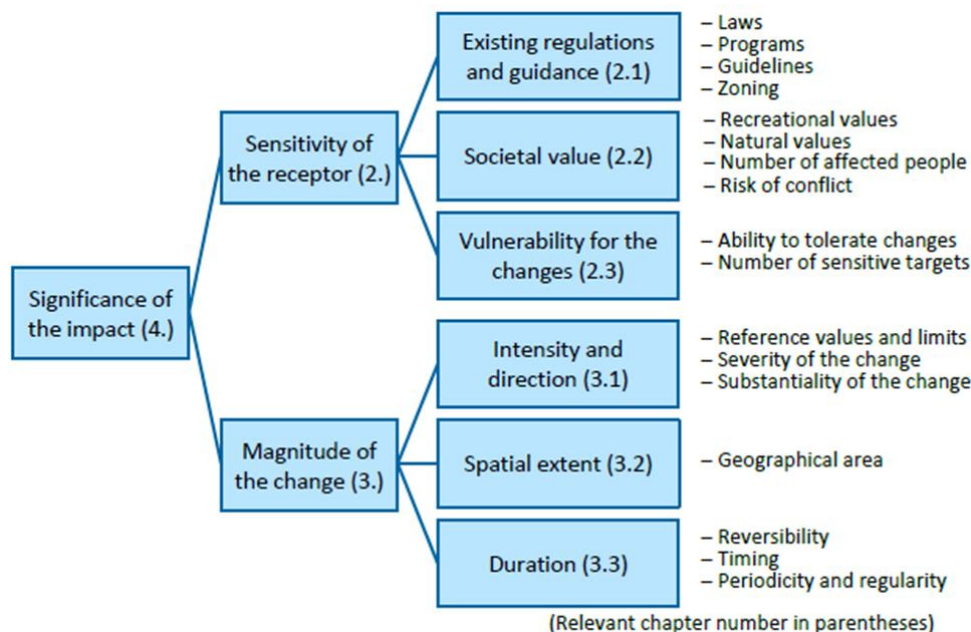 Significance of
the impact (4.)
Sensitivity of
the receptor (2.)
Existing regulations
and guidance (2.1)
– Laws
– Programs
– Guidelines
– Zoning
Societal value (2.2)
– Recreational values
– Natural values
– Number of affected people
– Risk of conflict
Vulnerability for the
changes (2.3)
– Ability to tolerate changes
– Number of sensitive targets
Magnitude of
the change (3.)
Intensity and
direction (3.1)
– Reference values and limits
– Severity of the change
– Substantiality of the change
Spatial extent (3.2)
– Geographical area
Duration (3.3)
– Reversibility
– Timing
– Periodicity and regularity
(Relevant chapter number in parentheses)